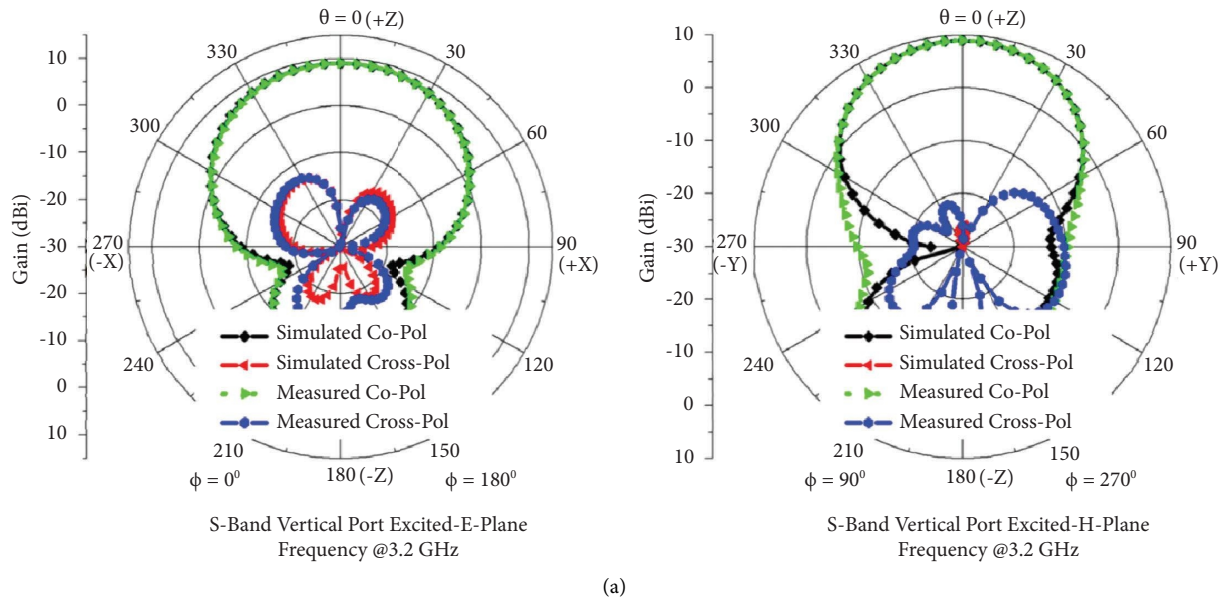 θ = 0 (+Z)
10
330
30
0
300
60
-10
-20
Gain (dBi)
-30
270
(-X)
90
(+X)
-20
-10
240
120
0
10
210
150
180 (-Z)
ϕ = 0⁰
ϕ = 180⁰
Simulated Co-Pol
Simulated Cross-Pol
Measured Co-Pol
Measured Cross-Pol
S-Band Vertical Port Excited-E-Plane
Frequency @3.2 GHz
θ = 0 (+Z)
10
330
30
0
300
60
-10
-20
Gain (dBi)
-30
270
(-Y)
90
(+Y)
-20
-10
240
120
0
10
210
150
180 (-Z)
ϕ = 90⁰
ϕ = 270⁰
Simulated Co-Pol
Simulated Cross-Pol
Measured Co-Pol
Measured Cross-Pol
S-Band Vertical Port Excited-H-Plane
Frequency @3.2 GHz
(a)